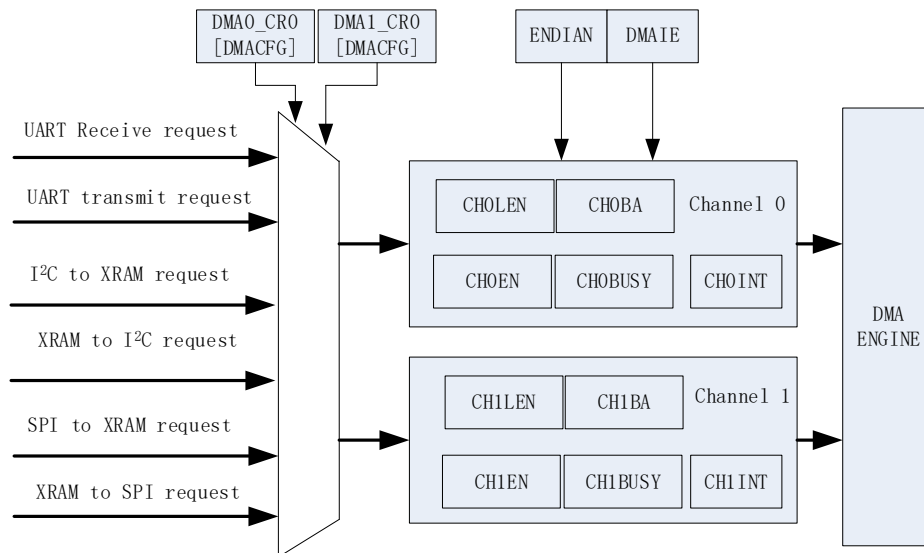 DMA0_CR0 [DMACFG]
DMA1_CR0 [DMACFG]
ENDIAN
DMAIE
UART Receive request
UART transmit request
I²C to XRAM request
XRAM to I²C request
SPI to XRAM request
XRAM to SPI request
CH0LEN
CH0BA
Channel 0
CH0EN
CH0BUSY
CH0INT
CH1LEN
CH1BA
Channel 1
CH1EN
CH1BUSY
CH1INT
DMA
ENGINE